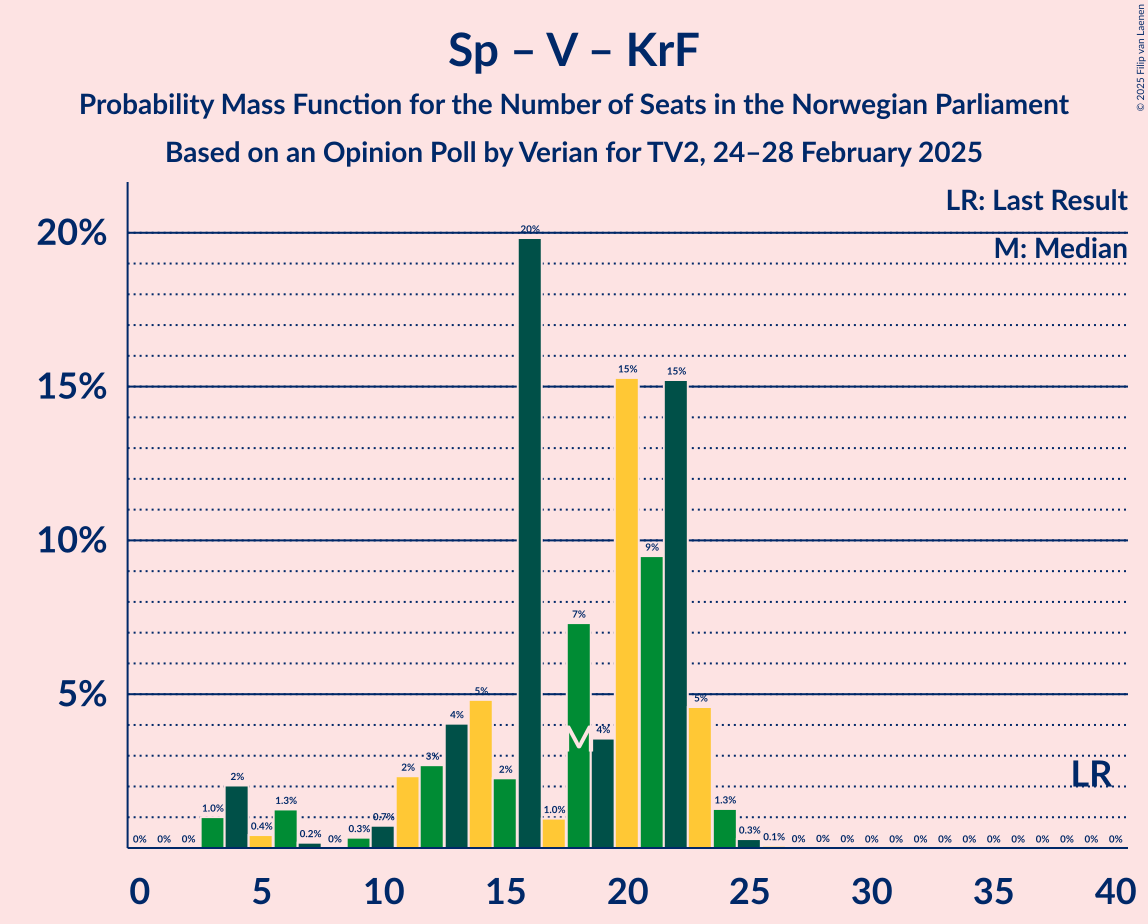 Sp – V – KrF
Probability Mass Function for the Number of Seats in the Norwegian Parliament
Based on an Opinion Poll by Verian for TV2, 24–28 February 2025
© 2025 Filip van Laenen
LR: Last Result
M: Median
20%
15%
10%
5%
0% 0% 0% 1.0% 2% 0.4% 1.3% 0.2% 0% 0.3% 0.7% 2% 3% 4% 5% 2% 20% 1.0% 7% 4% 15% 9% 15% 5% 1.3% 0.3% 0.1% 0% 0% 0% 0% 0% 0% 0% 0% 0% 0% 0% 0% 0% 0%
M
LR
0 5 10 15 20 25 30 35 40